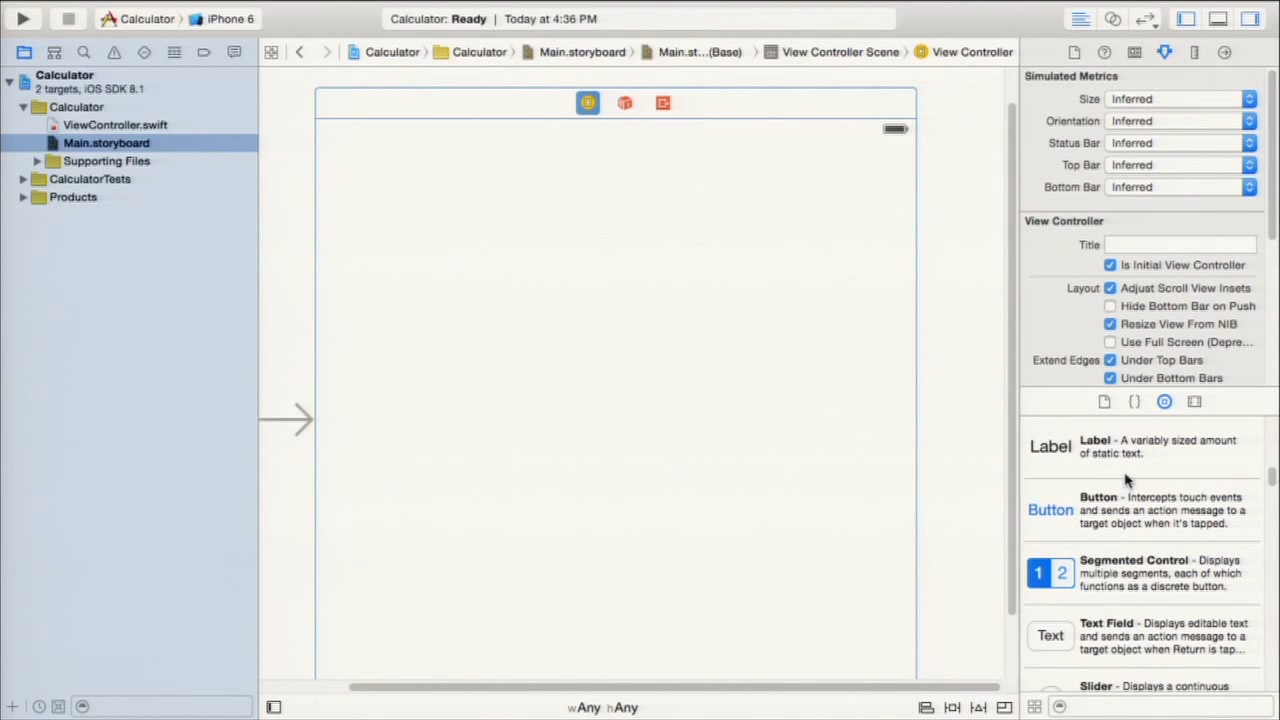 Calculator iPhone 6
Calculator: Ready Today at 4:36 PM
Calculator Calculator Main.storyboard Main.st...(Base) View Controller Scene View Controller
Calculator
2 targets, iOS SDK 8.1
Calculator
ViewController.swift
Main.storyboard
Supporting Files
CalculatorTests
Products
wAny hAny
Simulated Metrics
Size Inferred
Orientation Inferred
Status Bar Inferred
Top Bar Inferred
Bottom Bar Inferred
View Controller
Title
Is Initial View Controller
Layout Adjust Scroll View Insets
Hide Bottom Bar on Push
Resize View From NIB
Use Full Screen (Depre...
Extend Edges Under Top Bars
Under Bottom Bars
Label Label - A variably sized amount
of static text.
Button - Intercepts touch events
Button and sends an action message to a
target object when it's tapped.
Segmented Control - Displays
1 2 multiple segments, each of which
functions as a discrete button.
Text Field - Displays editable text
Text and sends an action message to a
target object when Return is tap...
Slider - Displays a continuous